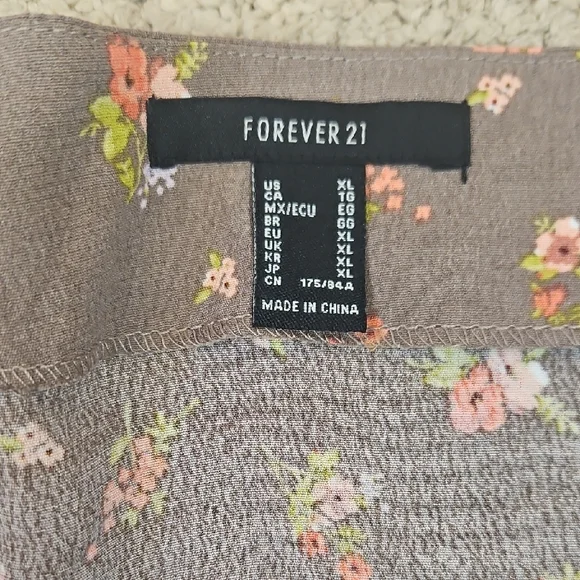 FOREVER 21
US XL
CA TG
MX/ECU EG
BR GG
EU XL
UK XL
KR XL
JP XL
CN 175/84A
MADE IN CHINA